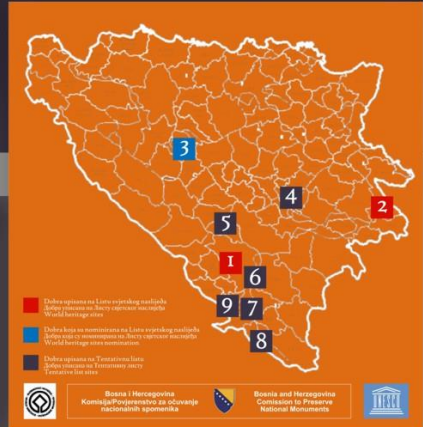 3
4
2
5
1
6
9
7
8
Dobra upisana na Listu svjetskog naslijeđa
Добра уписана на Листу свјетског наслијеђа
World heritage sites
Dobra koja su nominirana na Listu svjetskog naslijeđa
Добра која су номинована на Листу свјетског наслијеђа
World heritage sites nomination
Dobra upisana na Tentativnu listu
Добра уписана на Тентативну листу
Tentative list sites
Bosna i Hercegovina
Komisija/Povjerenstvo za očuvanje
nacionalnih spomenika
Bosnia and Herzegovina
Comission to Preserve
National Monuments